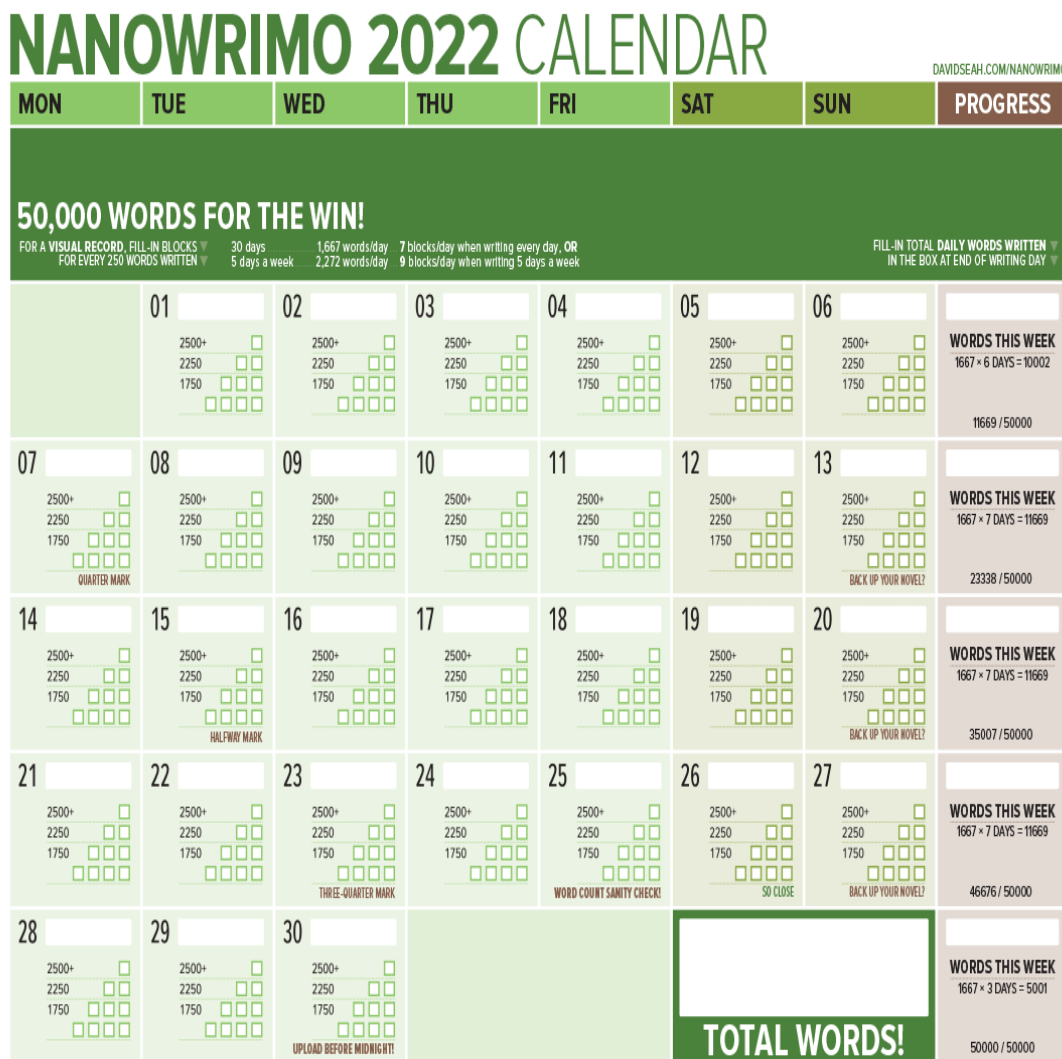 NANOWRIMO 2022 CALENDAR
DAVIDSEAH.COM/NANOWRIMO
MON TUE WED THU FRI SAT SUN PROGRESS
50,000 WORDS FOR THE WIN!
FOR A VISUAL RECORD, FILL-IN BLOCKS 30 days 1,667 words/day 7 blocks/day when writing every day, OR FILL-IN TOTAL DAILY WORDS WRITTEN
FOR EVERY 250 WORDS WRITTEN 5 days a week 2,272 words/day 9 blocks/day when writing 5 days a week IN THE BOX AT END OF WRITING DAY
01 02 03 04 05 06
2500+ 2500+ 2500+ 2500+ 2500+ 2500+ WORDS THIS WEEK
2250 2250 2250 2250 2250 2250 1667 × 6 DAYS = 10002
1750 1750 1750 1750 1750 1750
11669 / 50000
07 08 09 10 11 12 13
2500+ 2500+ 2500+ 2500+ 2500+ 2500+ 2500+ WORDS THIS WEEK
2250 2250 2250 2250 2250 2250 2250 1667 × 7 DAYS = 11669
1750 1750 1750 1750 1750 1750 1750
QUARTER MARK BACK UP YOUR NOVEL? 23338 / 50000
14 15 16 17 18 19 20
2500+ 2500+ 2500+ 2500+ 2500+ 2500+ 2500+ WORDS THIS WEEK
2250 2250 2250 2250 2250 2250 2250 1667 × 7 DAYS = 11669
1750 1750 1750 1750 1750 1750 1750
HALFWAY MARK BACK UP YOUR NOVEL? 35007 / 50000
21 22 23 24 25 26 27
2500+ 2500+ 2500+ 2500+ 2500+ 2500+ 2500+ WORDS THIS WEEK
2250 2250 2250 2250 2250 2250 2250 1667 × 7 DAYS = 11669
1750 1750 1750 1750 1750 1750 1750
THREE-QUARTER MARK WORD COUNT SANITY CHECK! SO CLOSE BACK UP YOUR NOVEL? 46676 / 50000
28 29 30
2500+ 2500+ 2500+ WORDS THIS WEEK
2250 2250 2250 1667 × 3 DAYS = 5001
1750 1750 1750
UPLOAD BEFORE MIDNIGHT! TOTAL WORDS! 50000 / 50000